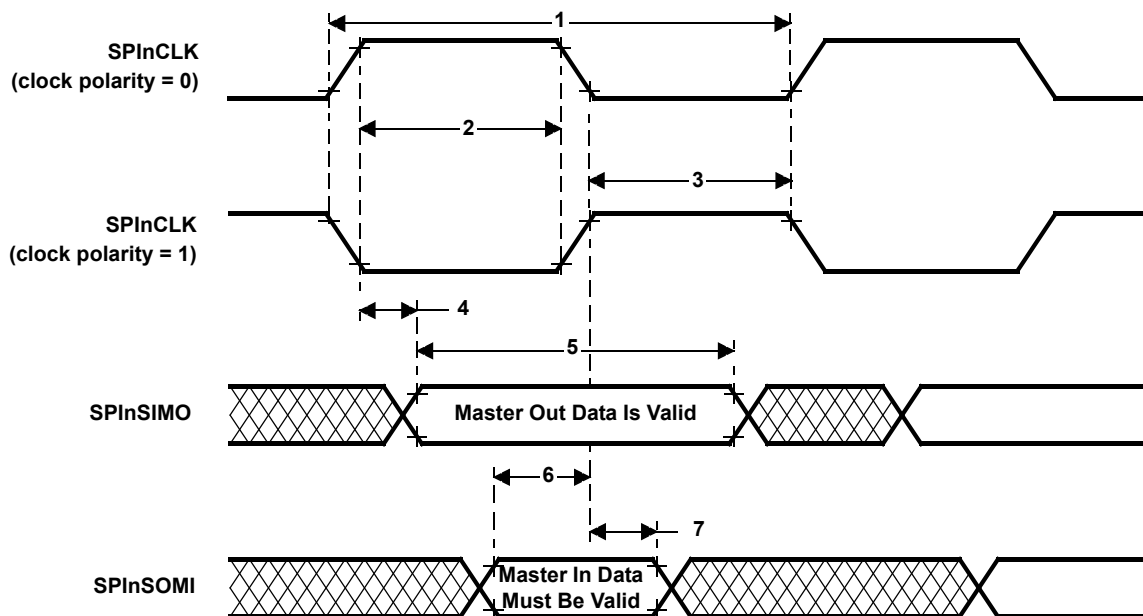 1
SPInCLK
(clock polarity = 0)
2
3
SPInCLK
(clock polarity = 1)
4
5
SPInSIMO
Master Out Data Is Valid
6
7
SPInSOMI
Master In Data
Must Be Valid